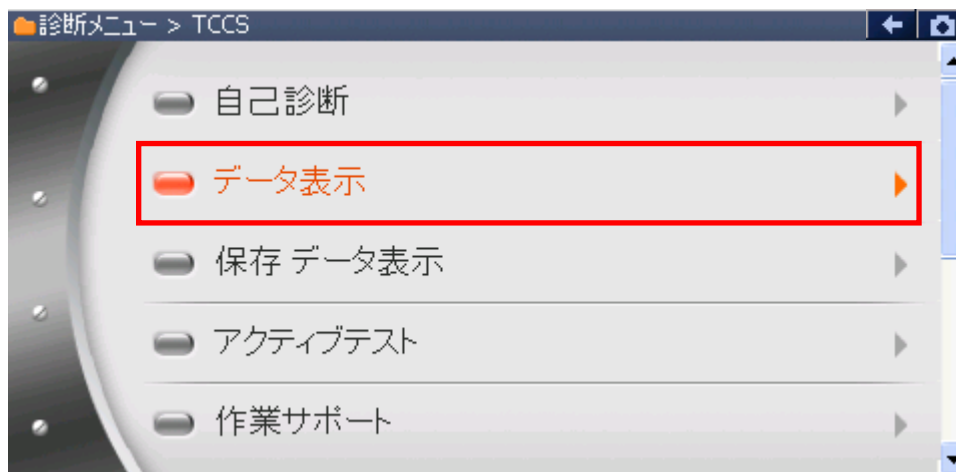 診断メニュー > TCCS
自己診断
データ表示
保存 データ表示
アクティブテスト
作業サポート